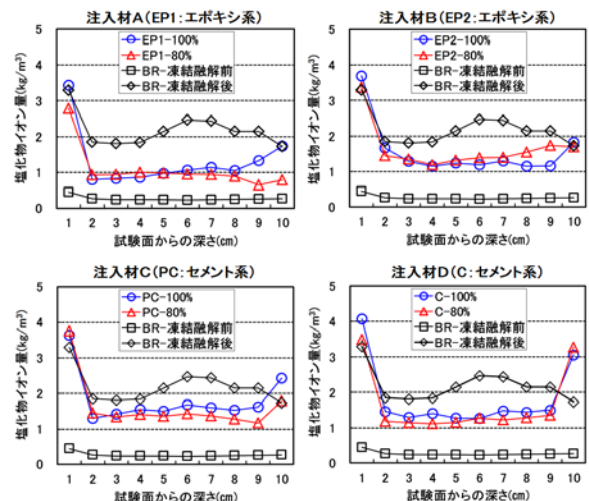 注入材A(EP1:エポキシ系)
塩化物イオン量(kg/m³)
5
4
3
2
1
0
EP1-100%
EP1-80%
BR-凍結融解前
BR-凍結融解後
1 2 3 4 5 6 7 8 9 10
試験面からの深さ(cm)
注入材B(EP2:エポキシ系)
塩化物イオン量(kg/m³)
5
4
3
2
1
0
EP2-100%
EP2-80%
BR-凍結融解前
BR-凍結融解後
1 2 3 4 5 6 7 8 9 10
試験面からの深さ(cm)
注入材C(PC:セメント系)
塩化物イオン量(kg/m³)
5
4
3
2
1
0
PC-100%
PC-80%
BR-凍結融解前
BR-凍結融解後
1 2 3 4 5 6 7 8 9 10
試験面からの深さ(cm)
注入材D(C:セメント系)
塩化物イオン量(kg/m³)
5
4
3
2
1
0
C-100%
C-80%
BR-凍結融解前
BR-凍結融解後
1 2 3 4 5 6 7 8 9 10
試験面からの深さ(cm)